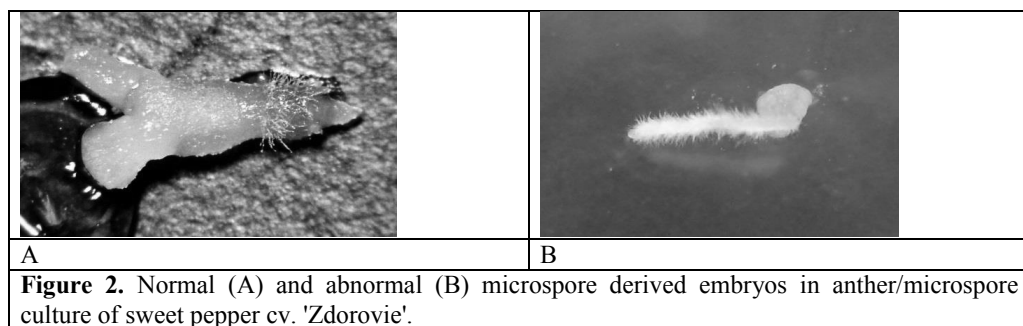 A
B
Figure 2. Normal (A) and abnormal (B) microspore derived embryos in anther/microspore
culture of sweet pepper cv. 'Zdorovie'.